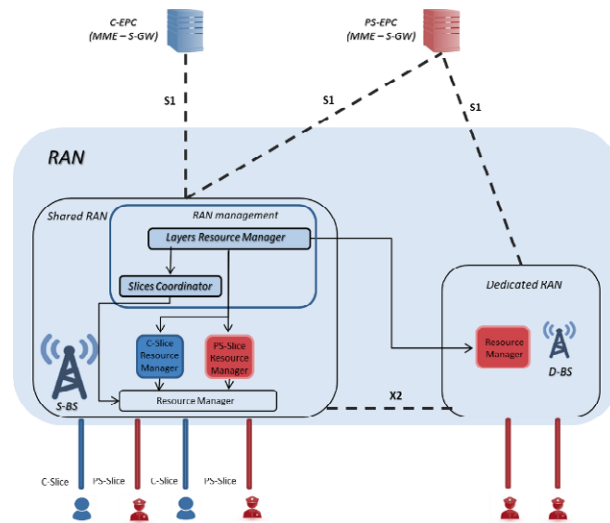 C-EPC
(MME – S-GW)
PS-EPC
(MME – S-GW)
S1
S1
S1
RAN
Shared RAN
RAN management
Layers Resource Manager
Slices Coordinator
Dedicated RAN
C-Slice
Resource
Manager
PS-Slice
Resource
Manager
Resource
Manager
D-BS
S-BS
Resource Manager
X2
C-Slice
PS-Slice
C-Slice
PS-Slice